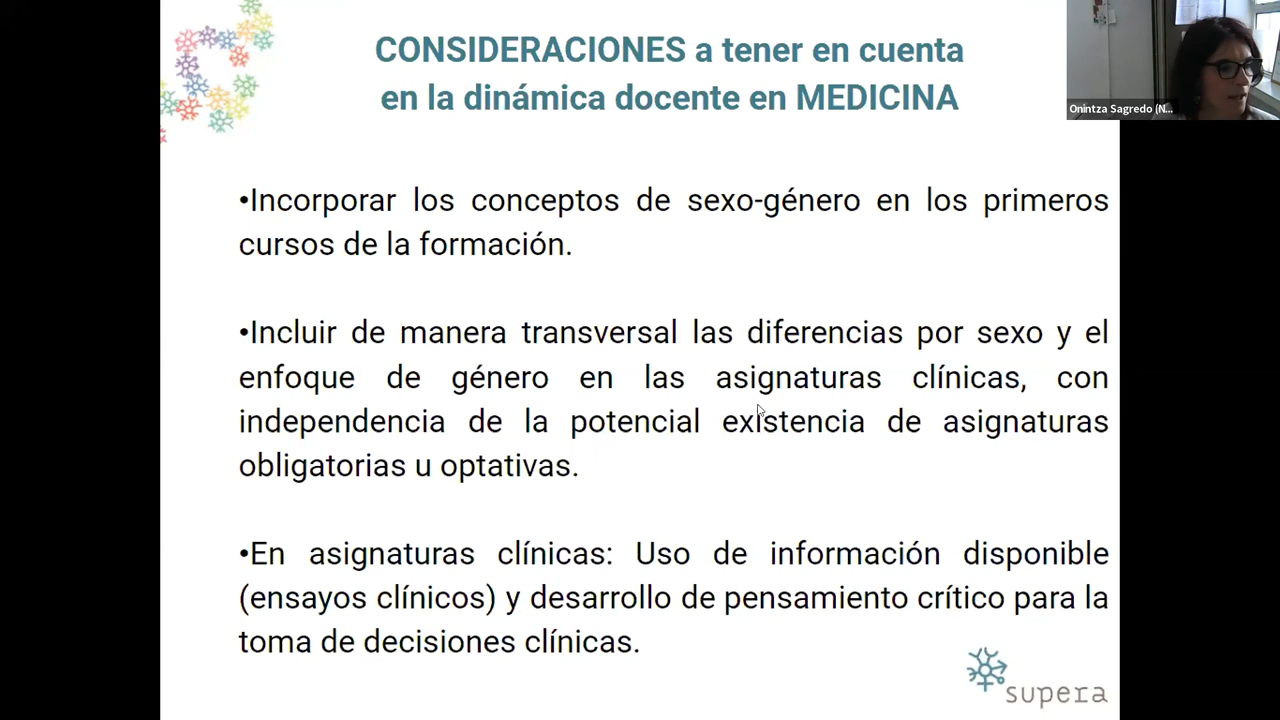 CONSIDERACIONES a tener en cuenta
en la dinámica docente en MEDICINA
Onintza Sagredo (N...
•Incorporar los conceptos de sexo-género en los primeros
cursos de la formación.
•Incluir de manera transversal las diferencias por sexo y el
enfoque de género en las asignaturas clínicas, con
independencia de la potencial existencia de asignaturas
obligatorias u optativas.
•En asignaturas clínicas: Uso de información disponible
(ensayos clínicos) y desarrollo de pensamiento crítico para la
toma de decisiones clínicas.
supera